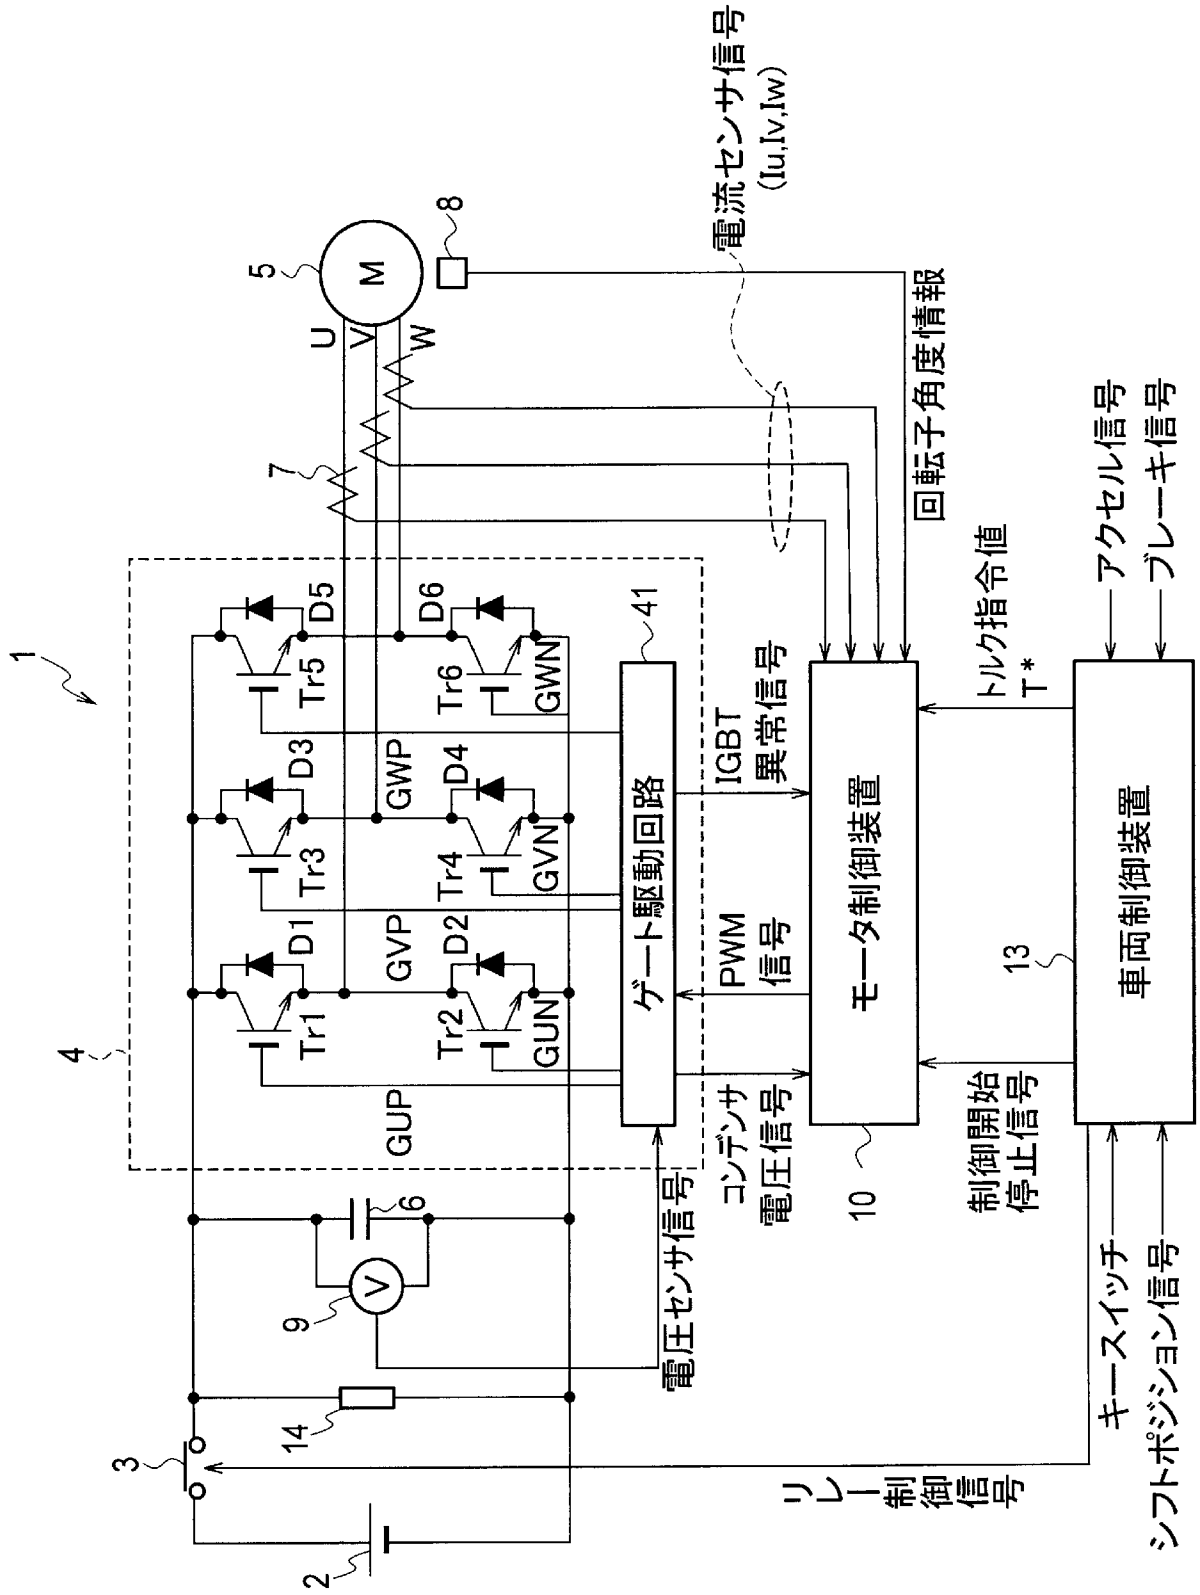 1
4
3
2
14
9
V
6
GUP
Tr1
D1
GVP
Tr3
D3
GWP
Tr5
D5
Tr2
D2
GUN
Tr4
D4
GVN
Tr6
D6
GWN
U
V
W
5
M
8
7
電流センサ信号
(Iu,Iv,Iw)
ゲート駆動回路
41
電圧センサ信号
コンデンサ
電圧信号
PWM
信号
IGBT
異常信号
回転子角度情報
モータ制御装置
10
リレー制御信号
制御開始
停止信号
トルク指令値
T*
車両制御装置
13
キースイッチ
シフトポジション信号
アクセル信号
ブレーキ信号